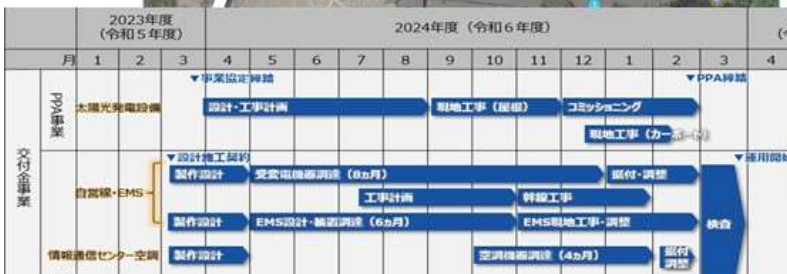 2023年度
(令和5年度)
2024年度(令和6年度)
月 1 2 3 4 5 6 7 8 9 10 11 12 1 2 3 4
交付金事業
PPA事業
▼事業協定締結
▼PPA締結
太陽光発電設備
設計・工事計画
現地工事(屋根)
コミッショニング
現地工事(カーポート)
▼設計施工契約
▼運用開始
自営線・EMS
製作設計
受変電機器調達(8ヵ月)
据付・調整
工事計画
幹線工事
製作設計
EMS設計・装置調達(6ヵ月)
EMS現地工事・調整
検査
情報通信センター空調
製作設計
空調機器調達(4ヵ月)
据付
調整